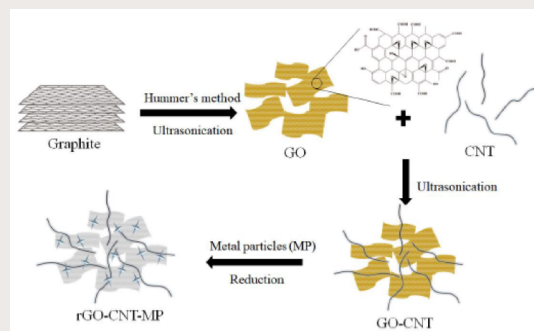 Hummer's method
Ultrasonication
Graphite
GO
+
CNT
Ultrasonication
Metal particles (MP)
Reduction
rGO-CNT-MP
GO-CNT